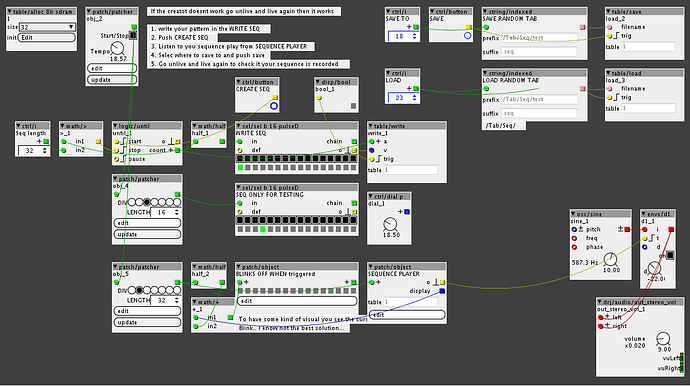 table/alloc 8b sdram
1
size 32
init Edit
patch/patcher
obj_2
Start/Stop
Tempo
18.57
edit
update
If the creatot doesnt work go unlive and live again then it works
1. write your pattern in the WRITE SEQ
2. Push CREATE SEQ
3. Listen to you sequence play from SEQUENCE PLAYER
4. Selec where to save to and push save
5. Go unlive and live again to check if your sequence is recorded
ctrl/i
SAVE TO
18
ctrl/button
SAVE
string/indexed
SAVE RANDOM TAB
prefix /Tab/Seq/test
suffix seq
table/save
load_2
filename
trig
table 1
ctrl/i
LOAD
23
string/indexed
LOAD RANDOM TAB
prefix /Tab/Seq/test
suffix seq
/Tab/Seq/
table/load
load_3
filename
trig
table 1
ctrl/button
CREATE SEQ
disp/bool
bool_1
ctrl/i
Seq length
32
math/>
>_1
in1
in2
logic/until
until_1
start o
stop count
pause
math/half
half_1
sel/sel b 16 pulseD
WRITE SEQ
in chain
def o
table/write
write_1
a
v
trig
table 1
patch/patcher
obj_4
DIV
LENGTH 16
edit
update
sel/sel b 16 pulseD
SEQ ONLY FOR TESTING
in chain
def o
ctrl/dial p
dial_1
18.50
patch/patcher
obj_5
DIV
LENGTH 32
edit
update
math/half
half_2
math/<
in1
in2
patch/object
BLINKS OFF WHEN triggered
edit
To have some kind of visual you see the
Blink.. I know not the best solution...
patch/object
SEQUENCE PLAYER
o
display
table 1
edit
osc/sine
sine_1
pitch
freq
phase
587.3 Hz
10.00
envs/d1
d1_1
i
t
d
drj/audio/out_stereo_vol
out_stereo_vol_1
left
right
volume
x0.020
9.00
vuLeft
vuRight